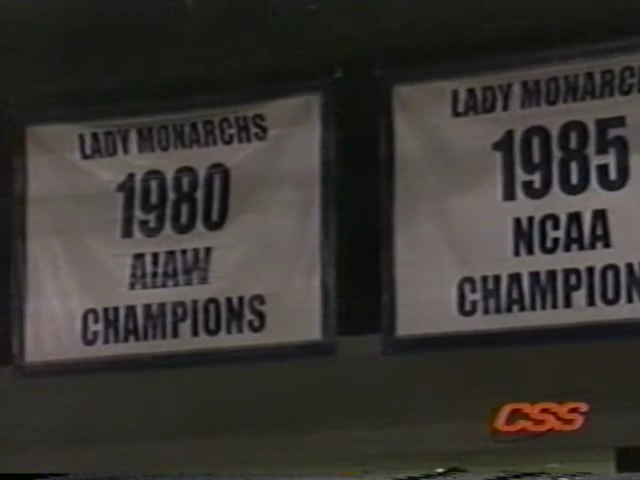 LADY MONARCHS
1980
AIAW
CHAMPIONS
LADY MONARC
1985
NCAA
CHAMPION
CSS